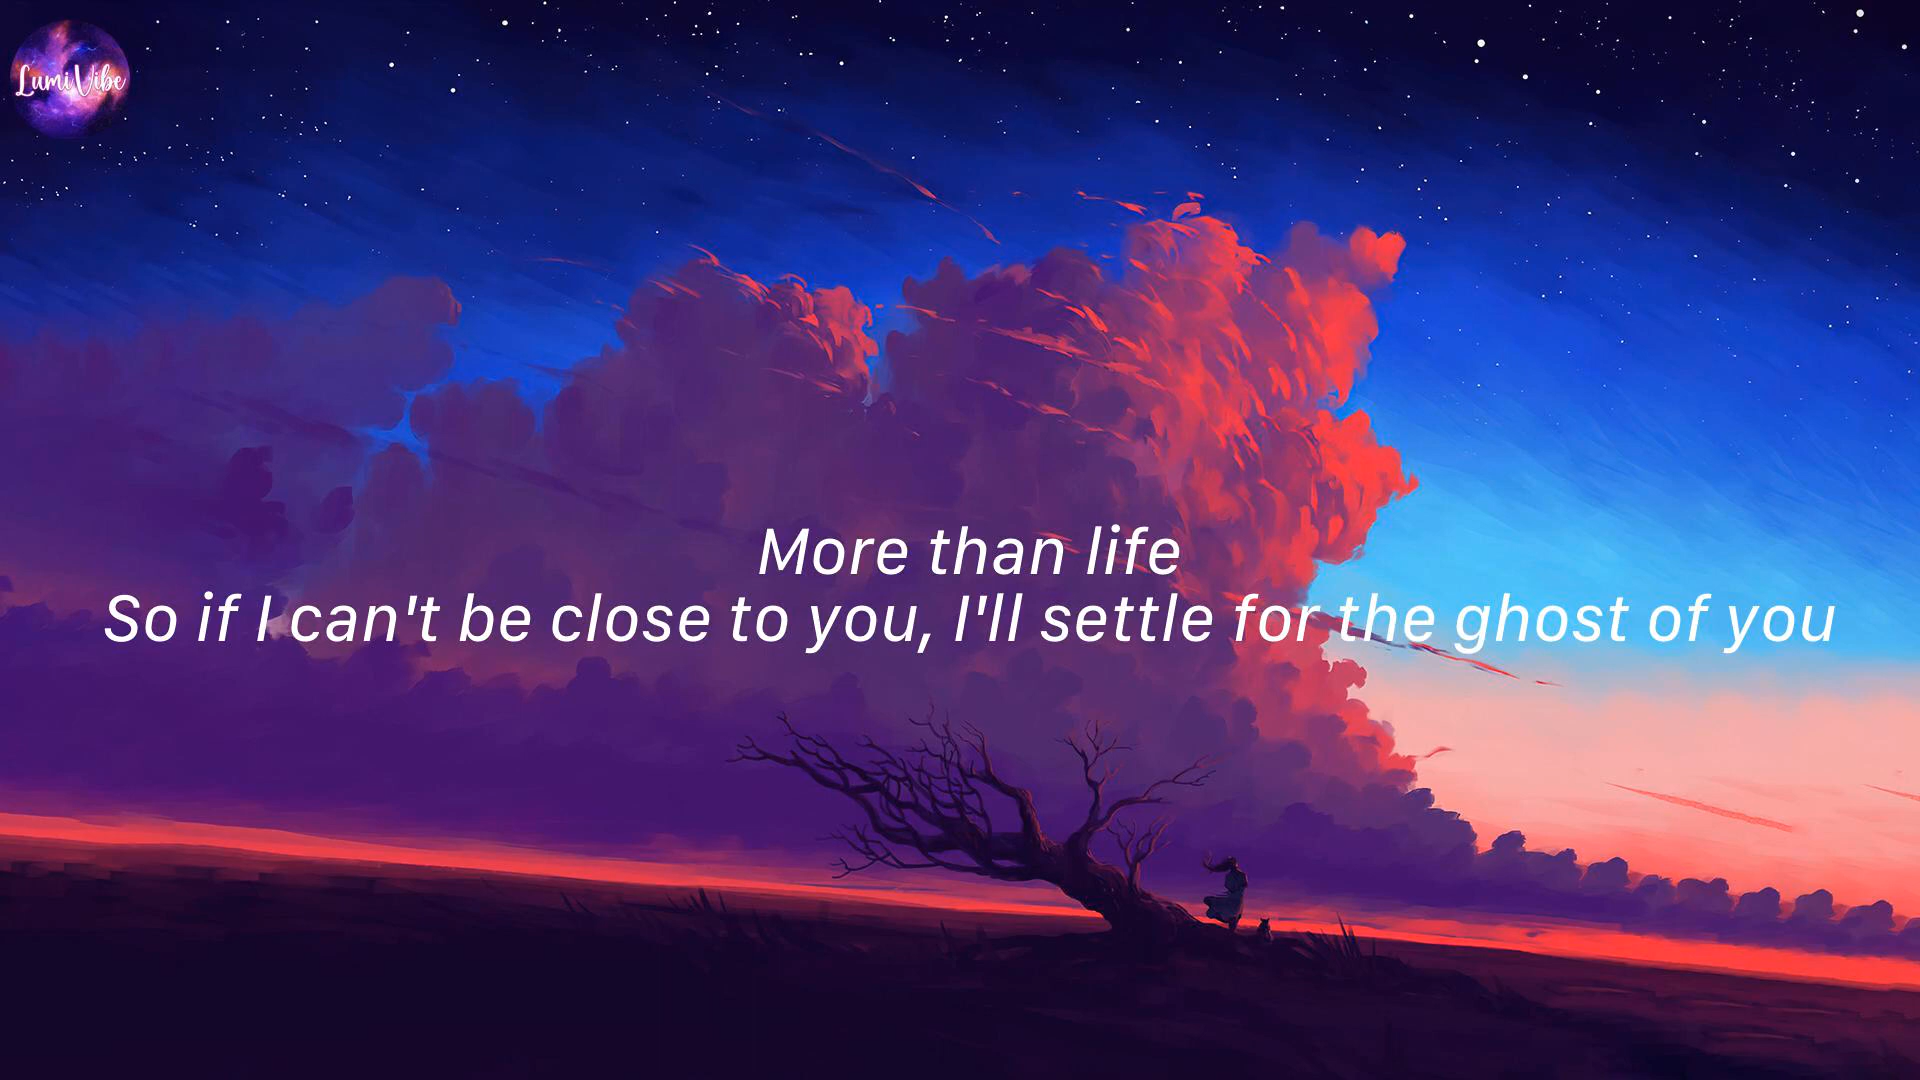 LumiVibe
More than life
So if I can't be close to you, I'll settle for the ghost of you